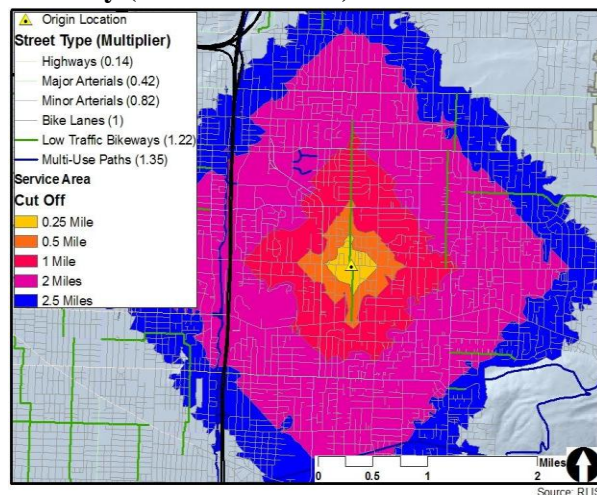 Origin Location
Street Type (Multiplier)
Highways (0.14)
Major Arterials (0.42)
Minor Arterials (0.82)
Bike Lanes (1)
Low Traffic Bikeways (1.22)
Multi-Use Paths (1.35)
Service Area
Cut Off
0.25 Mile
0.5 Mile
1 Mile
2 Miles
2.5 Miles
Miles
0 0.5 1 2